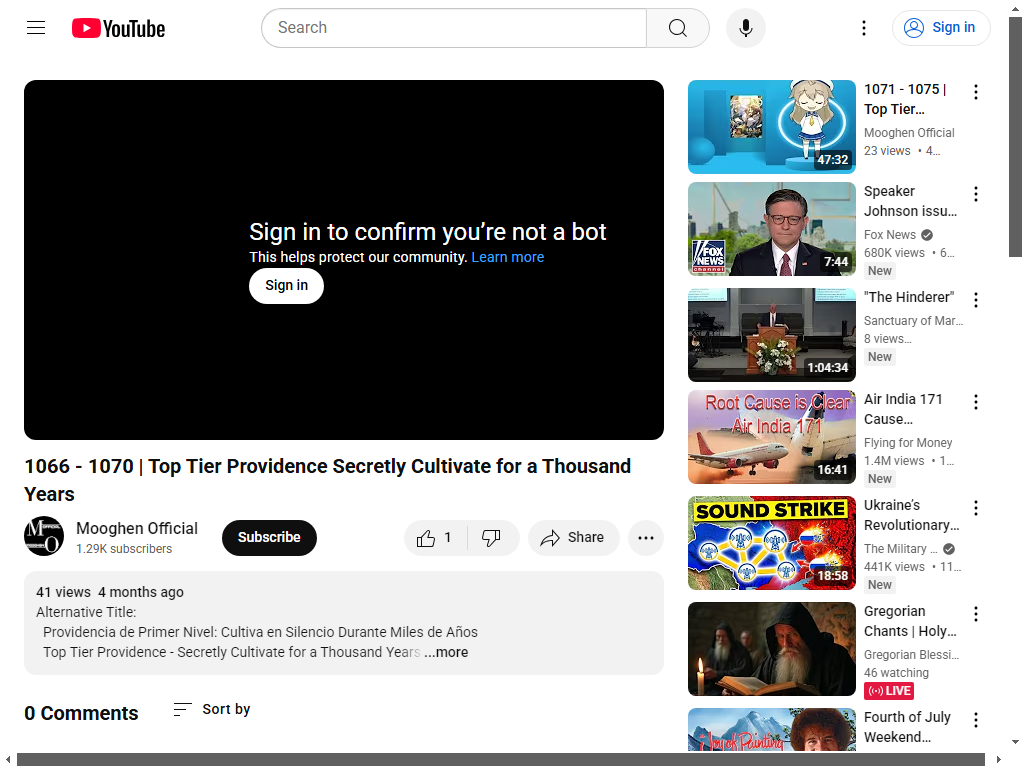 YouTube
Search
Sign in
Sign in to confirm you're not a bot
This helps protect our community. Learn more
Sign in
1066 - 1070 | Top Tier Providence Secretly Cultivate for a Thousand
Years
Mooghen Official
1.29K subscribers
Subscribe
1
Share
41 views 4 months ago
Alternative Title:
Providencia de Primer Nivel: Cultiva en Silencio Durante Miles de Años
Top Tier Providence - Secretly Cultivate for a Thousand Years ...more
0 Comments
Sort by
1071 - 1075 |
Top Tier...
Mooghen Official
23 views • 4...
47:32
Speaker
Johnson issu...
Fox News
680K views • 6...
New
FOX
NEWS
channel
7:44
"The Hinderer"
Sanctuary of Mar...
8 views...
New
1:04:34
Root Cause is Clear
Air India 171
16:41
Air India 171
Cause...
Flying for Money
1.4M views • 1...
New
SOUND STRIKE
18:58
Ukraine's
Revolutionary...
The Military ...
441K views • 11...
New
Gregorian
Chants | Holy...
Gregorian Blessi...
46 watching
LIVE
Joy of Painting
Fourth of July
Weekend...